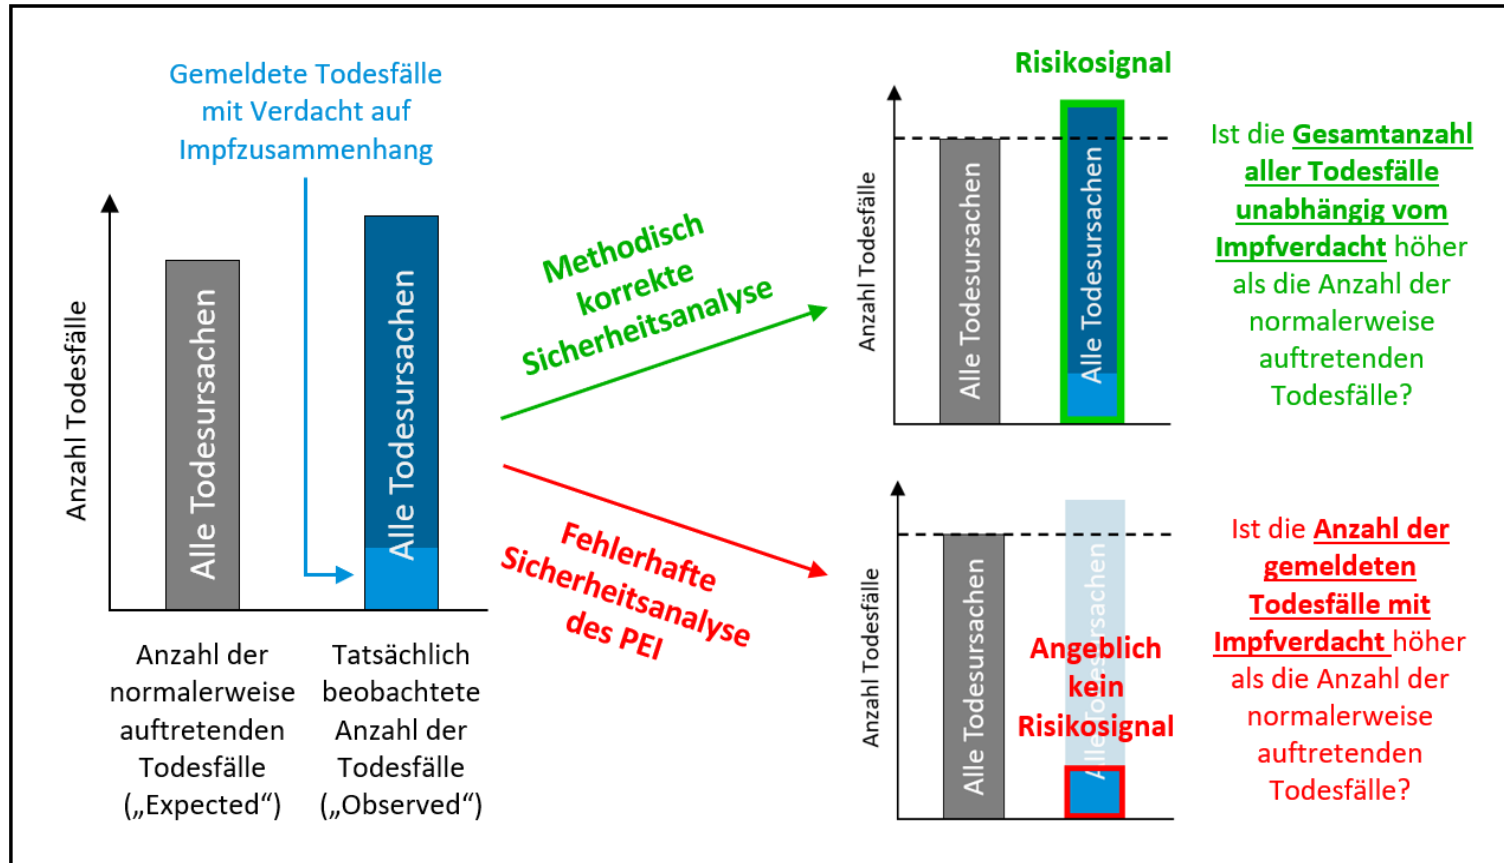 Gemeldete Todesfälle
mit Verdacht auf
Impfzusammenhang
Anzahl Todesfälle
Alle Todesursachen
Alle Todesursachen
Anzahl der
normalerweise
auftretenden
Todesfälle
(„Expected“)
Tatsächlich
beobachtete
Anzahl der
Todesfälle
(„Observed“)
Methodisch
korrekte
Sicherheitsanalyse
Fehlerhafte
Sicherheitsanalyse
des PEI
Risikosignal
Anzahl Todesfälle
Alle Todesursachen
Alle Todesursachen
Ist die Gesamtanzahl
aller Todesfälle
unabhängig vom
Impfverdacht höher
als die Anzahl der
normalerweise
auftretenden
Todesfälle?
Anzahl Todesfälle
Alle Todesursachen
Alle Todesursachen
Angeblich
kein
Risikosignal
Ist die Anzahl der
gemeldeten
Todesfälle mit
Impfverdacht höher
als die Anzahl der
normalerweise
auftretenden
Todesfälle?